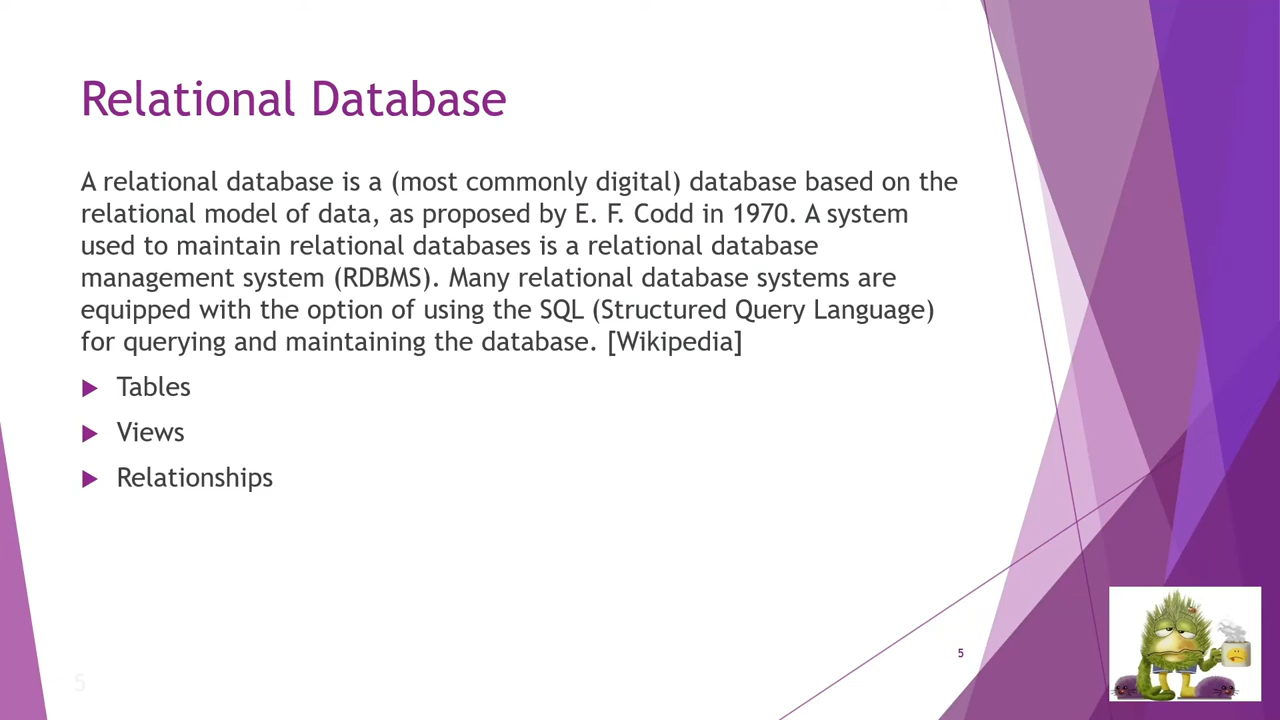 Relational Database
A relational database is a (most commonly digital) database based on the
relational model of data, as proposed by E. F. Codd in 1970. A system
used to maintain relational databases is a relational database
management system (RDBMS). Many relational database systems are
equipped with the option of using the SQL (Structured Query Language)
for querying and maintaining the database. [Wikipedia]
Tables
Views
Relationships
5
5